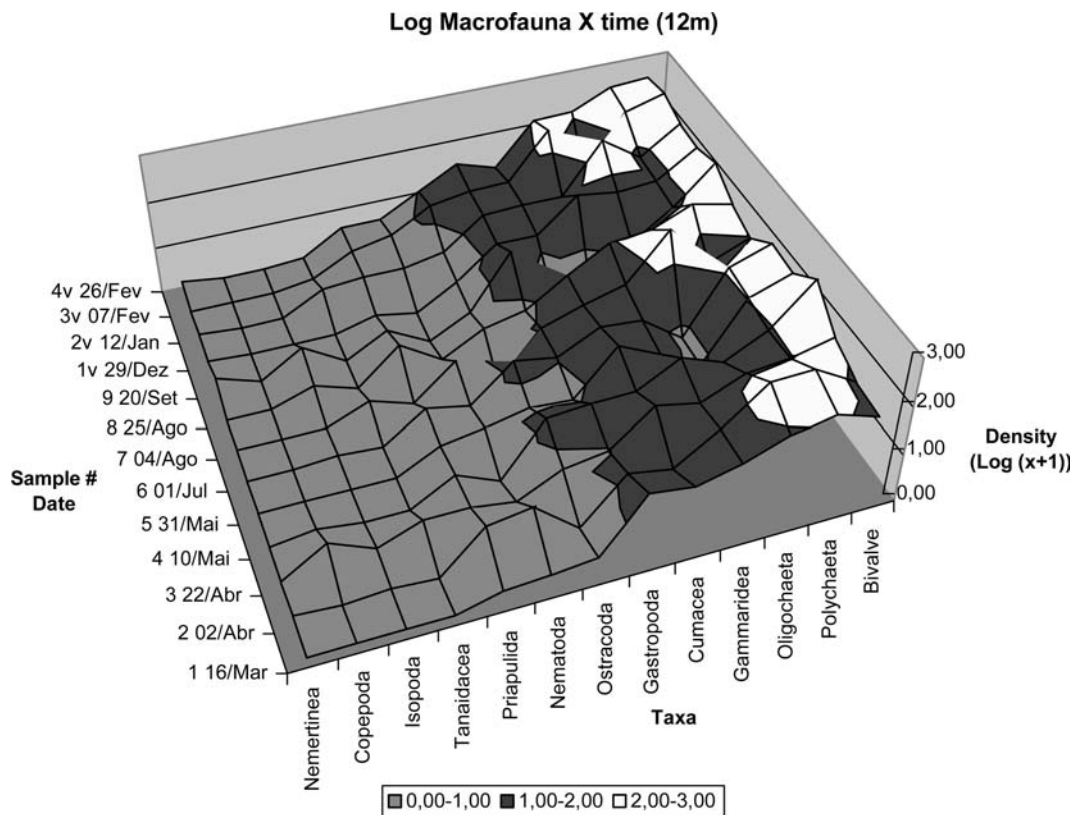 Log Macrofauna X time (12m)
4v 26/Fev
3v 07/Fev
2v 12/Jan
1v 29/Dez
9 20/Set
8 25/Ago
7 04/Ago
6 01/Jul
5 31/Mai
4 10/Mai
3 22/Abr
2 02/Abr
1 16/Mar
Sample #
Date
Nemertinea
Copepoda
Isopoda
Tanaidacea
Priapulida
Nematoda
Ostracoda
Gastropoda
Cumacea
Gammaridea
Oligochaeta
Polychaeta
Bivalve
Taxa
3,00
2,00
1,00
0,00
Density
(Log (x+1))
0,00-1,00 1,00-2,00 2,00-3,00